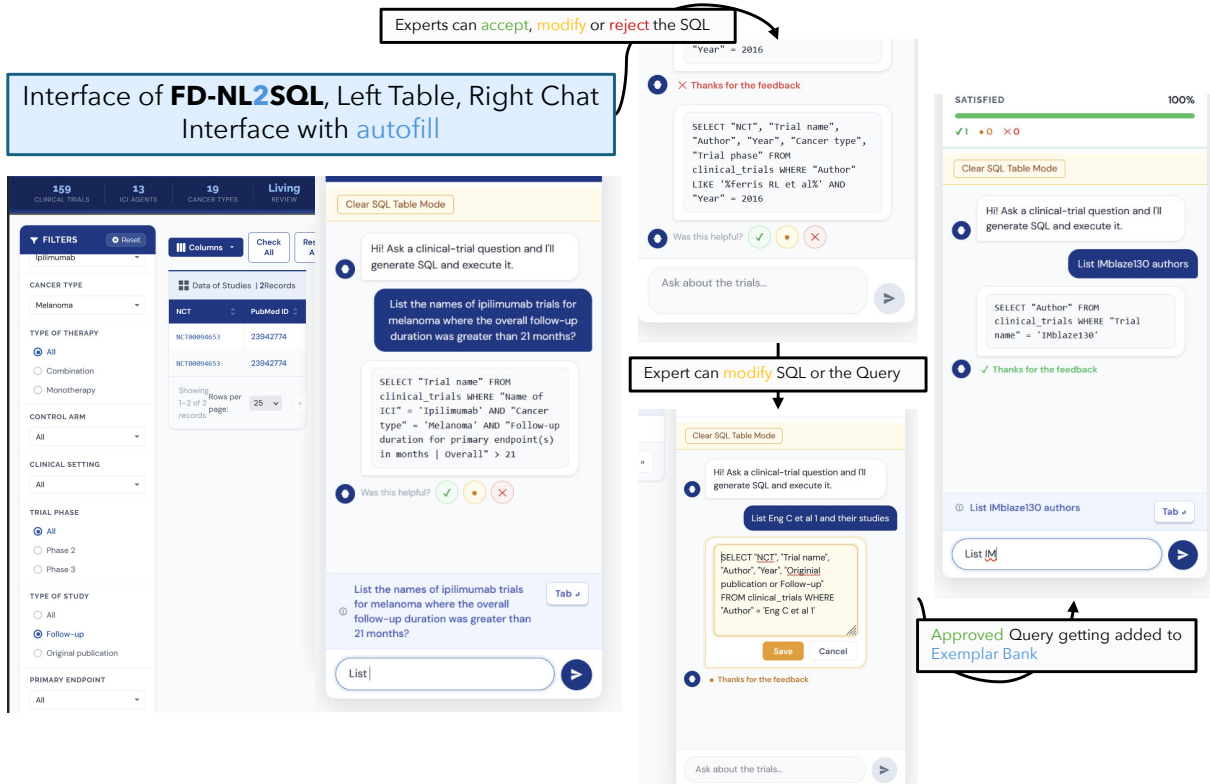 Experts can accept, modify or reject the SQL
Interface of FD-NL2SQL, Left Table, Right Chat
Interface with autofill
159
CLINICAL TRIALS
13
ICI AGENTS
19
CANCER TYPES
Living
REVIEW
FILTERS
Reset
Ipilimumab
CANCER TYPE
Melanoma
TYPE OF THERAPY
All
Combination
Monotherapy
CONTROL ARM
All
CLINICAL SETTING
All
TRIAL PHASE
All
Phase 2
Phase 3
TYPE OF STUDY
All
Follow-up
Original publication
PRIMARY ENDPOINT
All
Columns
Check
All
Res
A
Data of Studies | 2Records
NCT
PubMed ID
NCT00094653
23942774
NCT00094653
23942774
Showing
1-2 of 2
records
Rows per
page:
25
Clear SQL Table Mode
Hi! Ask a clinical-trial question and I'll
generate SQL and execute it.
List the names of ipilimumab trials for
melanoma where the overall follow-up
duration was greater than 21 months?
SELECT "Trial name" FROM
clinical_trials WHERE "Name of
ICI" = 'Ipilimumab' AND "Cancer
type" = 'Melanoma' AND "Follow-up
duration for primary endpoint(s)
in months | Overall" > 21
Was this helpful?
List the names of ipilimumab trials
for melanoma where the overall
follow-up duration was greater than
21 months?
Tab
List
"Year" = 2016
Thanks for the feedback
SELECT "NCT", "Trial name",
"Author", "Year", "Cancer type",
"Trial phase" FROM
clinical_trials WHERE "Author"
LIKE '%ferris RL et al%' AND
"Year" = 2016
Was this helpful?
Ask about the trials...
Expert can modify SQL or the Query
»
Clear SQL Table Mode
Hi! Ask a clinical-trial question and I'll
generate SQL and execute it.
List Eng C et al 1 and their studies
SELECT "NCT", "Trial name",
"Author", "Year", "Originial
publication or Follow-up"
FROM clinical_trials WHERE
"Author" = 'Eng C et al 1'
Save
Cancel
Thanks for the feedback
Ask about the trials...
SATISFIED
100%
✓1 ●0 ✕0
Clear SQL Table Mode
Hi! Ask a clinical-trial question and I'll
generate SQL and execute it.
List IMblaze130 authors
SELECT "Author" FROM
clinical_trials WHERE "Trial
name" = 'IMblaze130'
✓ Thanks for the feedback
List IMblaze130 authors
Tab
List IM
Approved Query getting added to
Exemplar Bank